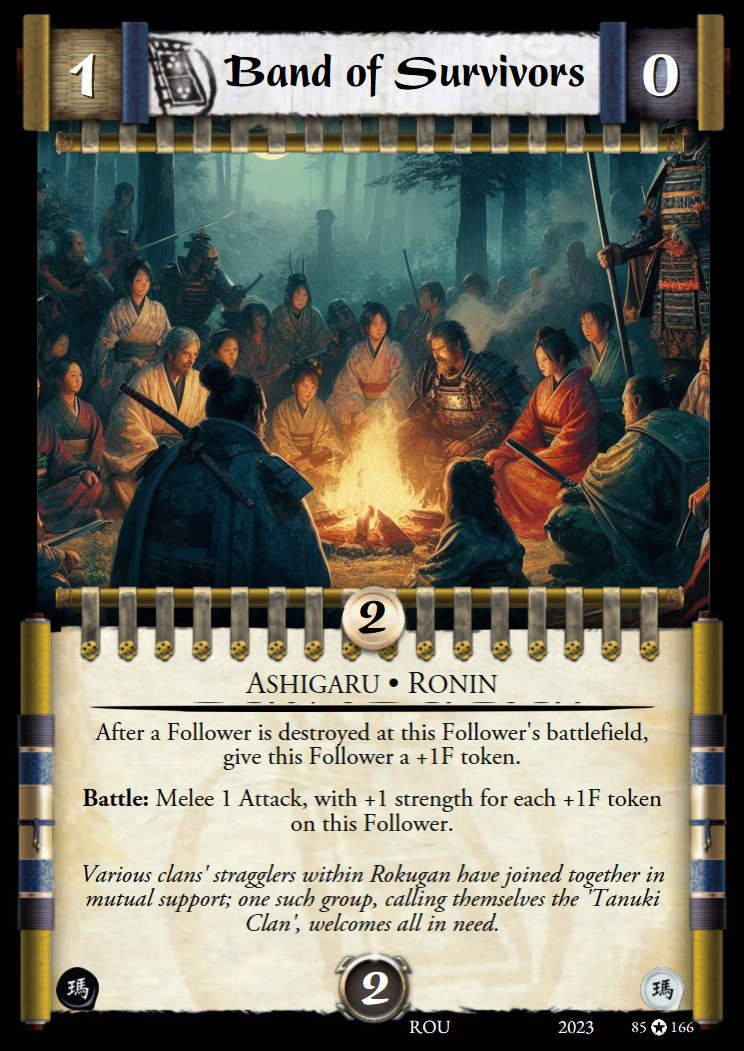 1
Band of Survivors
0
2
ASHIGARU • RONIN
After a Follower is destroyed at this Follower's battlefield,
give this Follower a +1F token.
Battle: Melee 1 Attack, with +1 strength for each +1F token
on this Follower.
Various clans' stragglers within Rokugan have joined together in
mutual support; one such group, calling themselves the 'Tanuki
Clan', welcomes all in need.
瑪
2
瑪
ROU 2023 85 ✪ 166